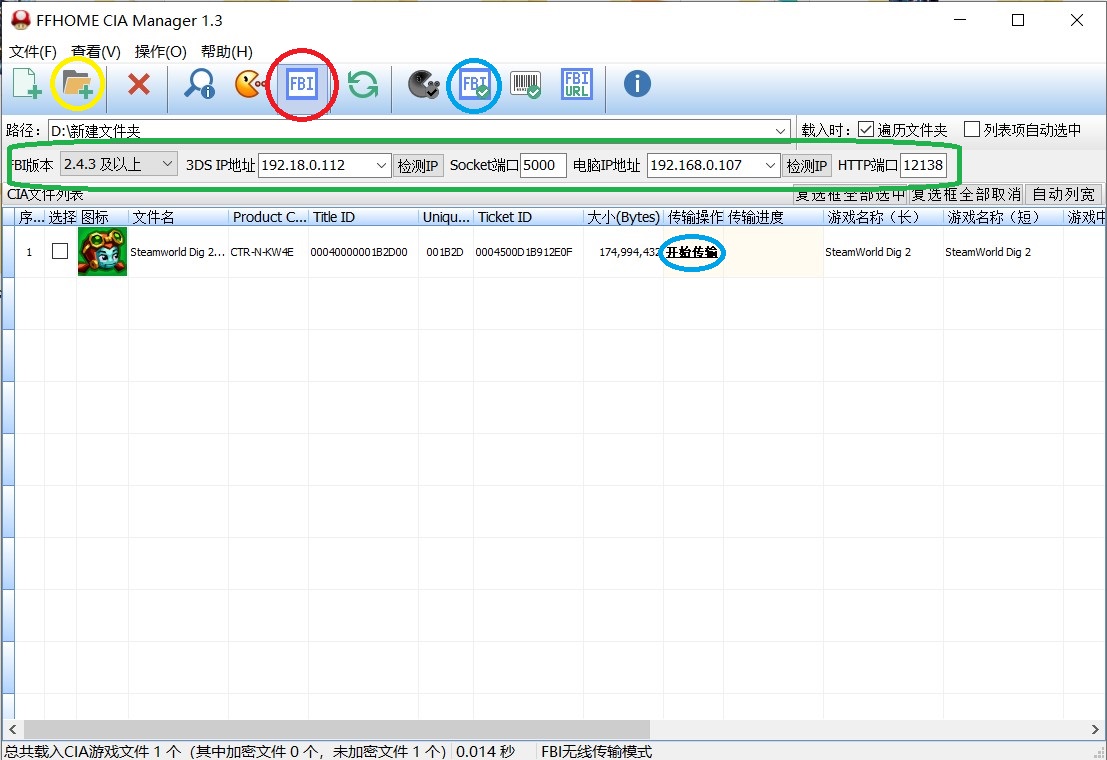 FFHOME CIA Manager 1.3
文件(F) 查看(V) 操作(O) 帮助(H)
FBI FBI FBI URL
路径: D:\新建文件夹 载入时: 遍历文件夹 列表项自动选中
FBI版本 2.4.3 及以上 3DS IP地址 192.18.0.112 检测IP Socket端口 5000 电脑IP地址 192.168.0.107 检测IP HTTP端口 12138
CIA文件列表 复选框全部选中 复选框全部取消 自动列宽
序... 选择 图标 文件名 Product C... Title ID Uniqu... Ticket ID 大小(Bytes) 传输操作 传输进度 游戏名称（长） 游戏名称（短） 游戏中
1 Steamworld Dig 2... CTR-N-KW4E 00040000001B2D00 001B2D 0004500D1B912E0F 174,994,432 开始传输 SteamWorld Dig 2 SteamWorld Dig 2
总共载入CIA游戏文件 1 个（其中加密文件 0 个，未加密文件 1 个） 0.014 秒 FBI无线传输模式